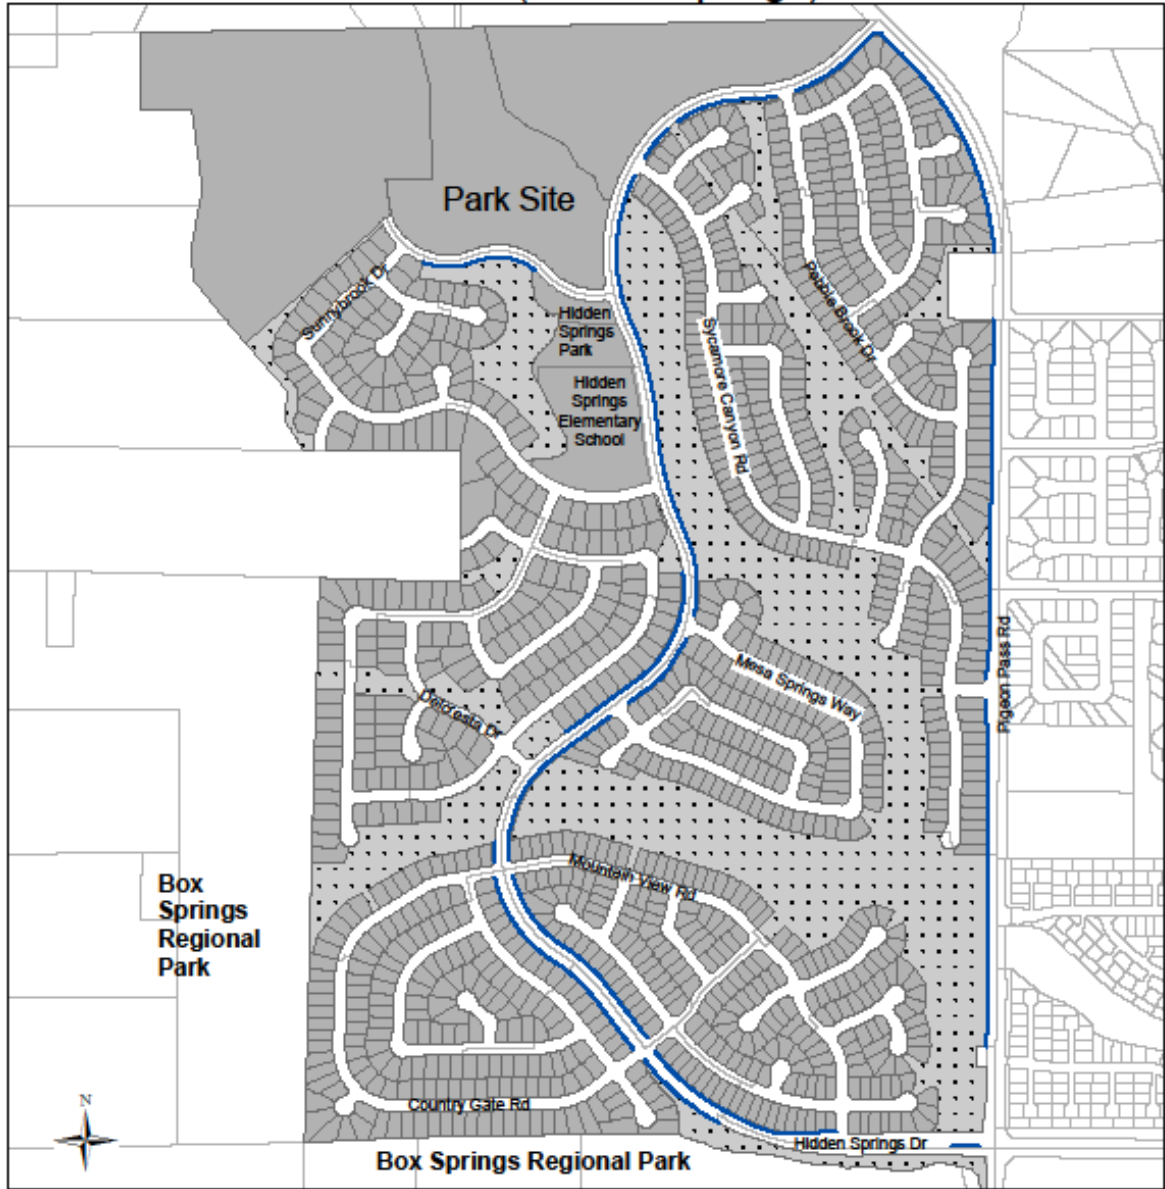 Park Site
Sunnybrook Dr
Hidden
Springs
Park
Hidden
Springs
Elementary
School
Sycamore Canyon Rd
Pebble Brook Dr
Pigeon Pass Rd
Mesa Springs Way
Delcresta Dr
Mountain View Rd
Box
Springs
Regional
Park
Country Gate Rd
N
Hidden Springs Dr
Box Springs Regional Park